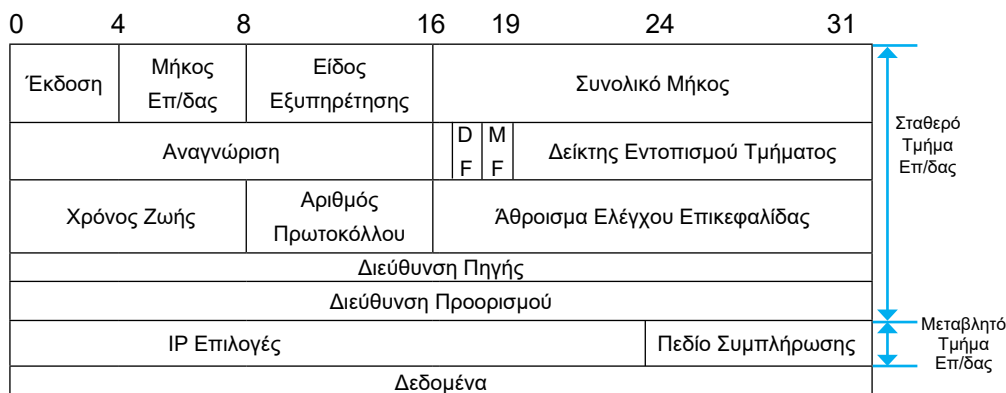 0 4 8 16 18 19 24 31
Έκδοση
Μήκος
Επ/δας
Είδος
Εξυπηρέτησης
Συνολικό Μήκος
Αναγνώριση
D
F
M
F
Δείκτης Εντοπισμού Τμήματος
Χρόνος Ζωής
Αριθμός
Πρωτοκόλλου
Άθροισμα Ελέγχου Επικεφαλίδας
Διεύθυνση Πηγής
Διεύθυνση Προορισμού
IP Επιλογές
Πεδίο Συμπλήρωσης
Δεδομένα
Σταθερό
Τμήμα
Επ/δας
Μεταβλητό
Τμήμα
Επ/δας